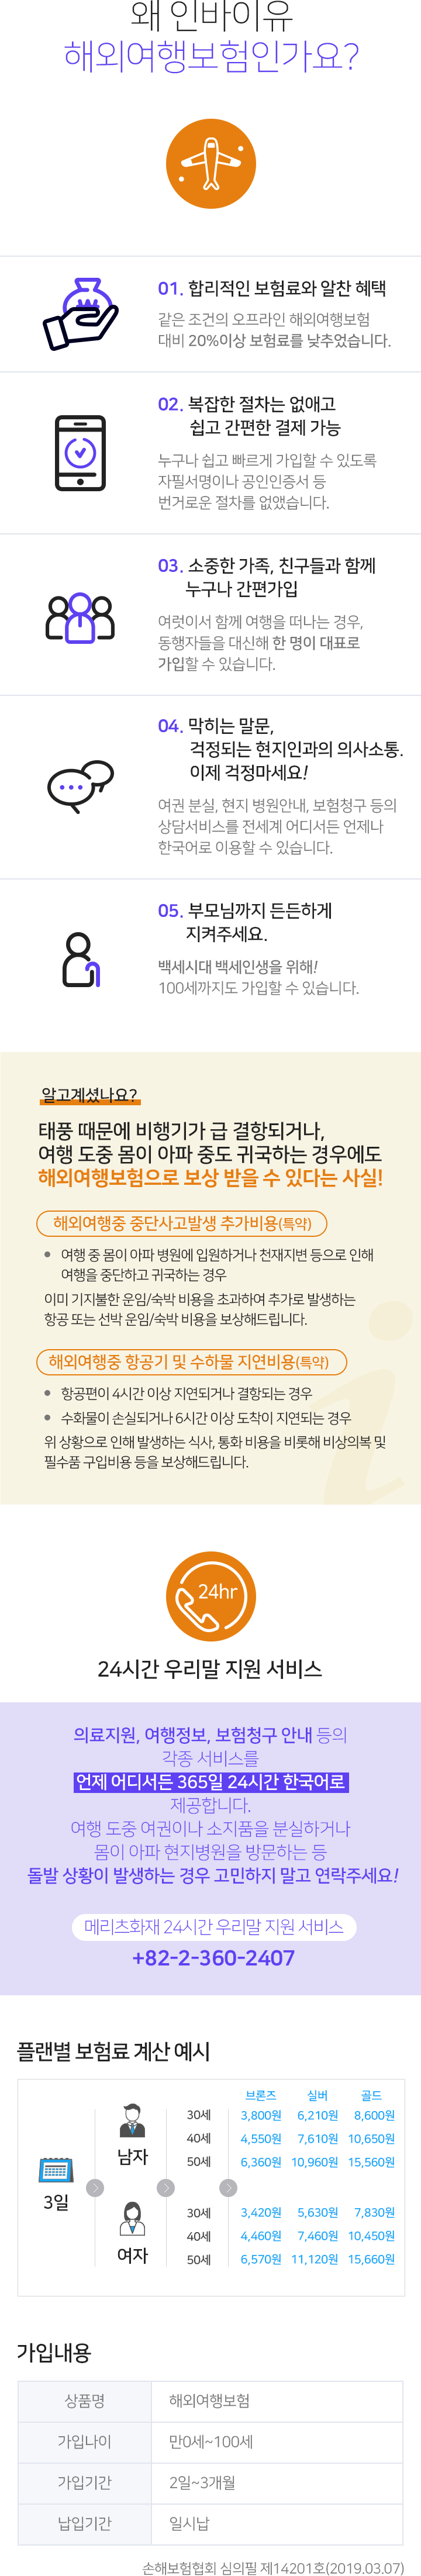 왜 인바이유
해외여행보험인가요?
01. 합리적인 보험료와 알찬 혜택
같은 조건의 오프라인 해외여행보험
대비 20%이상 보험료를 낮추었습니다.
02. 복잡한 절차는 없애고
쉽고 간편한 결제 가능
누구나 쉽고 빠르게 가입할 수 있도록
자필서명이나 공인인증서 등
번거로운 절차를 없앴습니다.
03. 소중한 가족, 친구들과 함께
누구나 간편가입
여럿이서 함께 여행을 떠나는 경우,
동행자들을 대신해 한 명이 대표로
가입할 수 있습니다.
04. 막히는 말문,
걱정되는 현지인과의 의사소통.
이제 걱정마세요!
여권 분실, 현지 병원안내, 보험청구 등의
상담서비스를 전세계 어디서든 언제나
한국어로 이용할 수 있습니다.
05. 부모님까지 든든하게
지켜주세요.
백세시대 백세인생을 위해!
100세까지도 가입할 수 있습니다.
알고계셨나요?
태풍 때문에 비행기가 급 결항되거나,
여행 도중 몸이 아파 중도 귀국하는 경우에도
해외여행보험으로 보상 받을 수 있다는 사실!
해외여행중 중단사고발생 추가비용(특약)
● 여행 중 몸이 아파 병원에 입원하거나 천재지변 등으로 인해
여행을 중단하고 귀국하는 경우
이미 기지불한 운임/숙박 비용을 초과하여 추가로 발생하는
항공 또는 선박 운임/숙박 비용을 보상해드립니다.
해외여행중 항공기 및 수하물 지연비용(특약)
● 항공편이 4시간 이상 지연되거나 결항되는 경우
● 수화물이 손실되거나 6시간 이상 도착이 지연되는 경우
위 상황으로 인해 발생하는 식사, 통화 비용을 비롯해 비상의복 및
필수품 구입비용 등을 보상해드립니다.
24hr
24시간 우리말 지원 서비스
의료지원, 여행정보, 보험청구 안내 등의
각종 서비스를
언제 어디서든 365일 24시간 한국어로
제공합니다.
여행 도중 여권이나 소지품을 분실하거나
몸이 아파 현지병원을 방문하는 등
돌발 상황이 발생하는 경우 고민하지 말고 연락주세요!
메리츠화재 24시간 우리말 지원 서비스
+82-2-360-2407
플랜별 보험료 계산 예시
브론즈 실버 골드
3일
남자
30세 3,800원 6,210원 8,600원
40세 4,550원 7,610원 10,650원
50세 6,360원 10,960원 15,560원
여자
30세 3,420원 5,630원 7,830원
40세 4,460원 7,460원 10,450원
50세 6,570원 11,120원 15,660원
가입내용
상품명 해외여행보험
가입나이 만0세~100세
가입기간 2일~3개월
납입기간 일시납
손해보험협회 심의필 제14201호(2019.03.07)